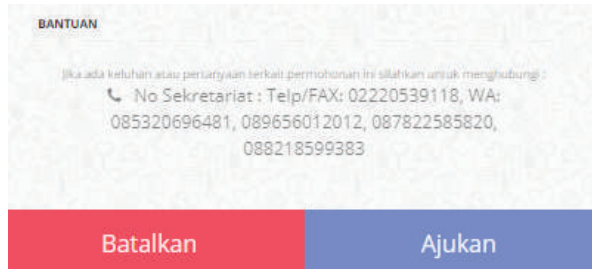 BANTUAN
Jika ada keluhan atau pertanyaan terkait permohonan ini silahkan untuk menghubungi :
No Sekretariat : Telp/FAX: 02220539118, WA:
085320696481, 089656012012, 087822585820,
088218599383
Batalkan
Ajukan